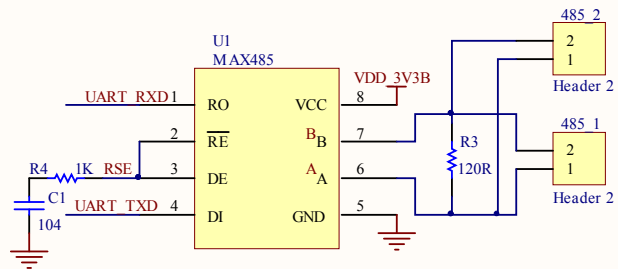 485_2
U1
MAX485
VDD_3V3B
2
1
Header 2
UART_RXD 1 RO VCC 8
2 RE B B 7
R4 1K RSE 3 DE A A 6
C1
104
UART_TXD 4 DI GND 5
R3
120R
485_1
2
1
Header 2